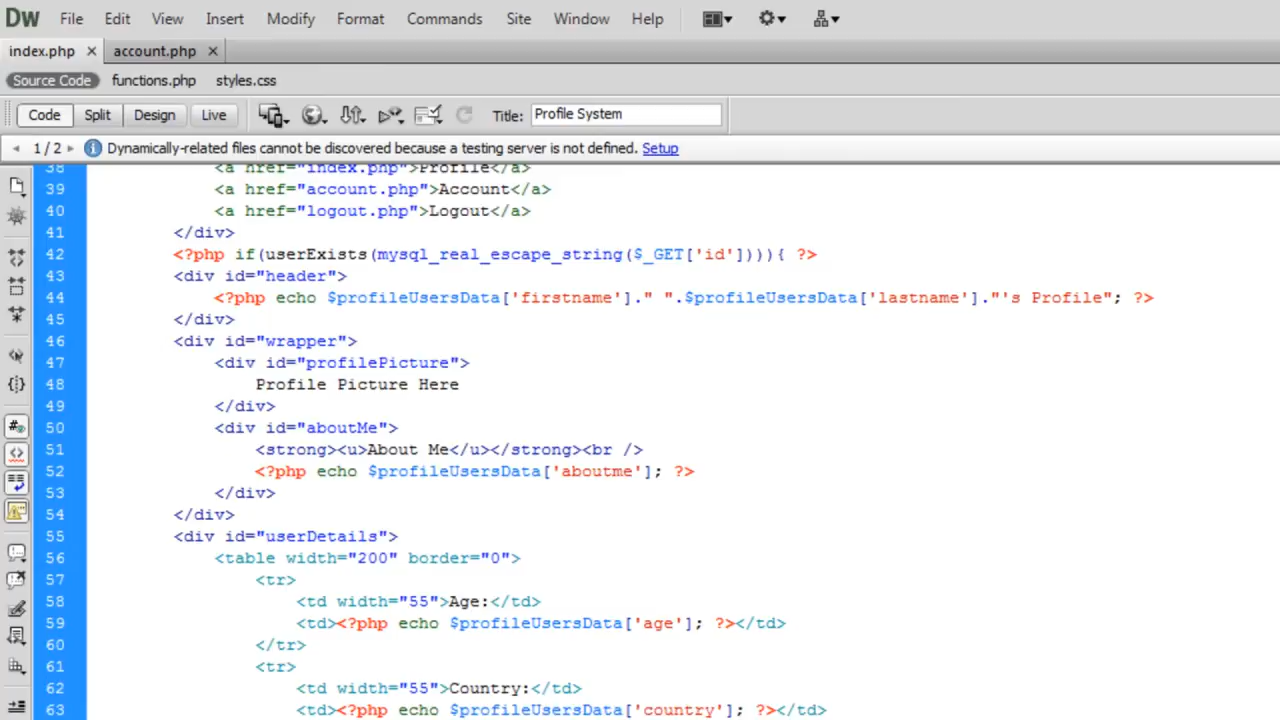 Dw File Edit View Insert Modify Format Commands Site Window Help
index.php × account.php ×
Source Code functions.php styles.css
Code Split Design Live Title: Profile System
1 / 2 Dynamically-related files cannot be discovered because a testing server is not defined. Setup
38 <a href="index.php">Profile</a>
39 <a href="account.php">Account</a>
40 <a href="logout.php">Logout</a>
41 </div>
42 <?php if(userExists(mysql_real_escape_string($_GET['id']))){ ?>
43 <div id="header">
44 <?php echo $profileUsersData['firstname']." ".$profileUsersData['lastname']."'s Profile"; ?>
45 </div>
46 <div id="wrapper">
47 <div id="profilePicture">
48 Profile Picture Here
49 </div>
50 <div id="aboutMe">
51 <strong><u>About Me</u></strong><br />
52 <?php echo $profileUsersData['aboutme']; ?>
53 </div>
54 </div>
55 <div id="userDetails">
56 <table width="200" border="0">
57 <tr>
58 <td width="55">Age:</td>
59 <td><?php echo $profileUsersData['age']; ?></td>
60 </tr>
61 <tr>
62 <td width="55">Country:</td>
63 <td><?php echo $profileUsersData['country']; ?></td>